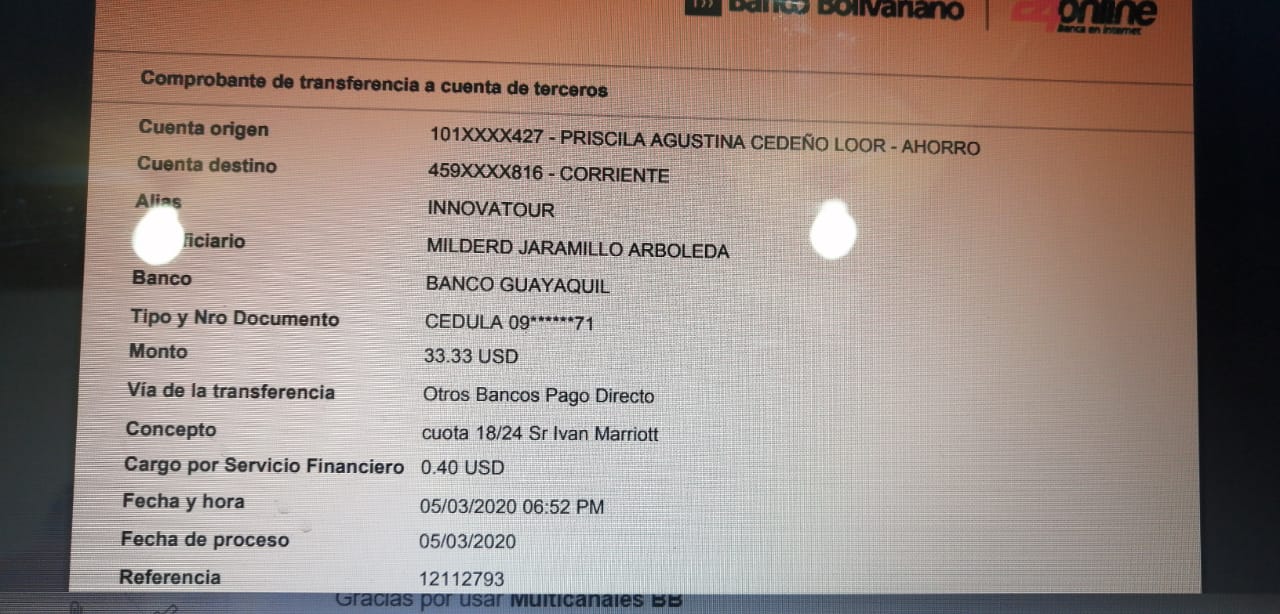 Banco Bolivariano 24online
Banca en Internet
Comprobante de transferencia a cuenta de terceros
Cuenta origen 101XXXX427 - PRISCILA AGUSTINA CEDEÑO LOOR - AHORRO
Cuenta destino 459XXXX816 - CORRIENTE
Alias INNOVATOUR
ficiario MILDERD JARAMILLO ARBOLEDA
Banco BANCO GUAYAQUIL
Tipo y Nro Documento CEDULA 09******71
Monto 33.33 USD
Vía de la transferencia Otros Bancos Pago Directo
Concepto cuota 18/24 Sr Ivan Marriott
Cargo por Servicio Financiero 0.40 USD
Fecha y hora 05/03/2020 06:52 PM
Fecha de proceso 05/03/2020
Referencia 12112793
Gracias por usar Multicanales BB